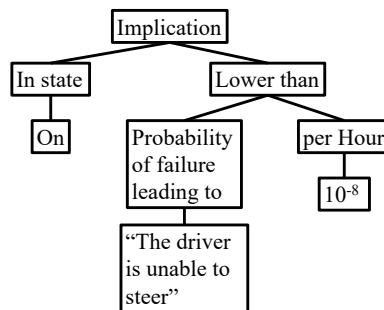 Implication
In state
Lower than
On
Probability
of failure
leading to
per Hour
10⁻⁸
“The driver
is unable to
steer”